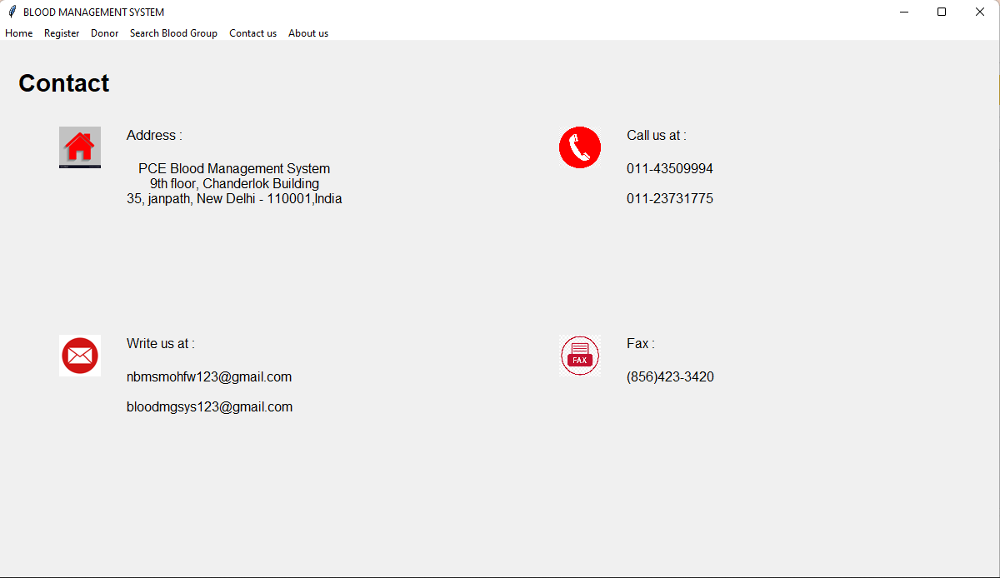 BLOOD MANAGEMENT SYSTEM
Home Register Donor Search Blood Group Contact us About us
Contact
Address :
PCE Blood Management System
9th floor, Chanderlok Building
35, janpath, New Delhi - 110001,India
Call us at :
011-43509994
011-23731775
Write us at :
nbmsmohfw123@gmail.com
bloodmgsys123@gmail.com
FAX
Fax :
(856)423-3420